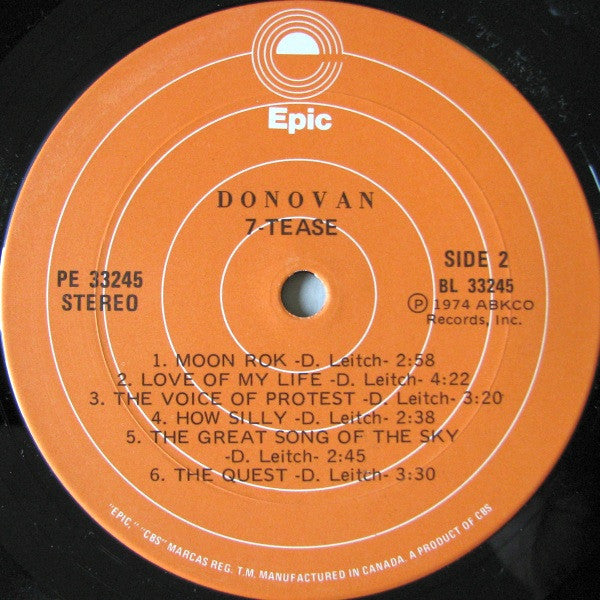 Epic
DONOVAN
7-TEASE
PE 33245
STEREO
SIDE 2
BL 33245
Ⓟ 1974 ABKCO
Records, Inc.
1. MOON ROK -D. Leitch- 2:58
2. LOVE OF MY LIFE -D. Leitch- 4:22
3. THE VOICE OF PROTEST -D. Leitch- 3:20
4. HOW SILLY -D. Leitch- 2:38
5. THE GREAT SONG OF THE SKY
-D. Leitch- 2:45
6. THE QUEST -D. Leitch- 3:30
"EPIC," "CBS" MARCAS REG. T.M. MANUFACTURED IN CANADA. A PRODUCT OF CBS